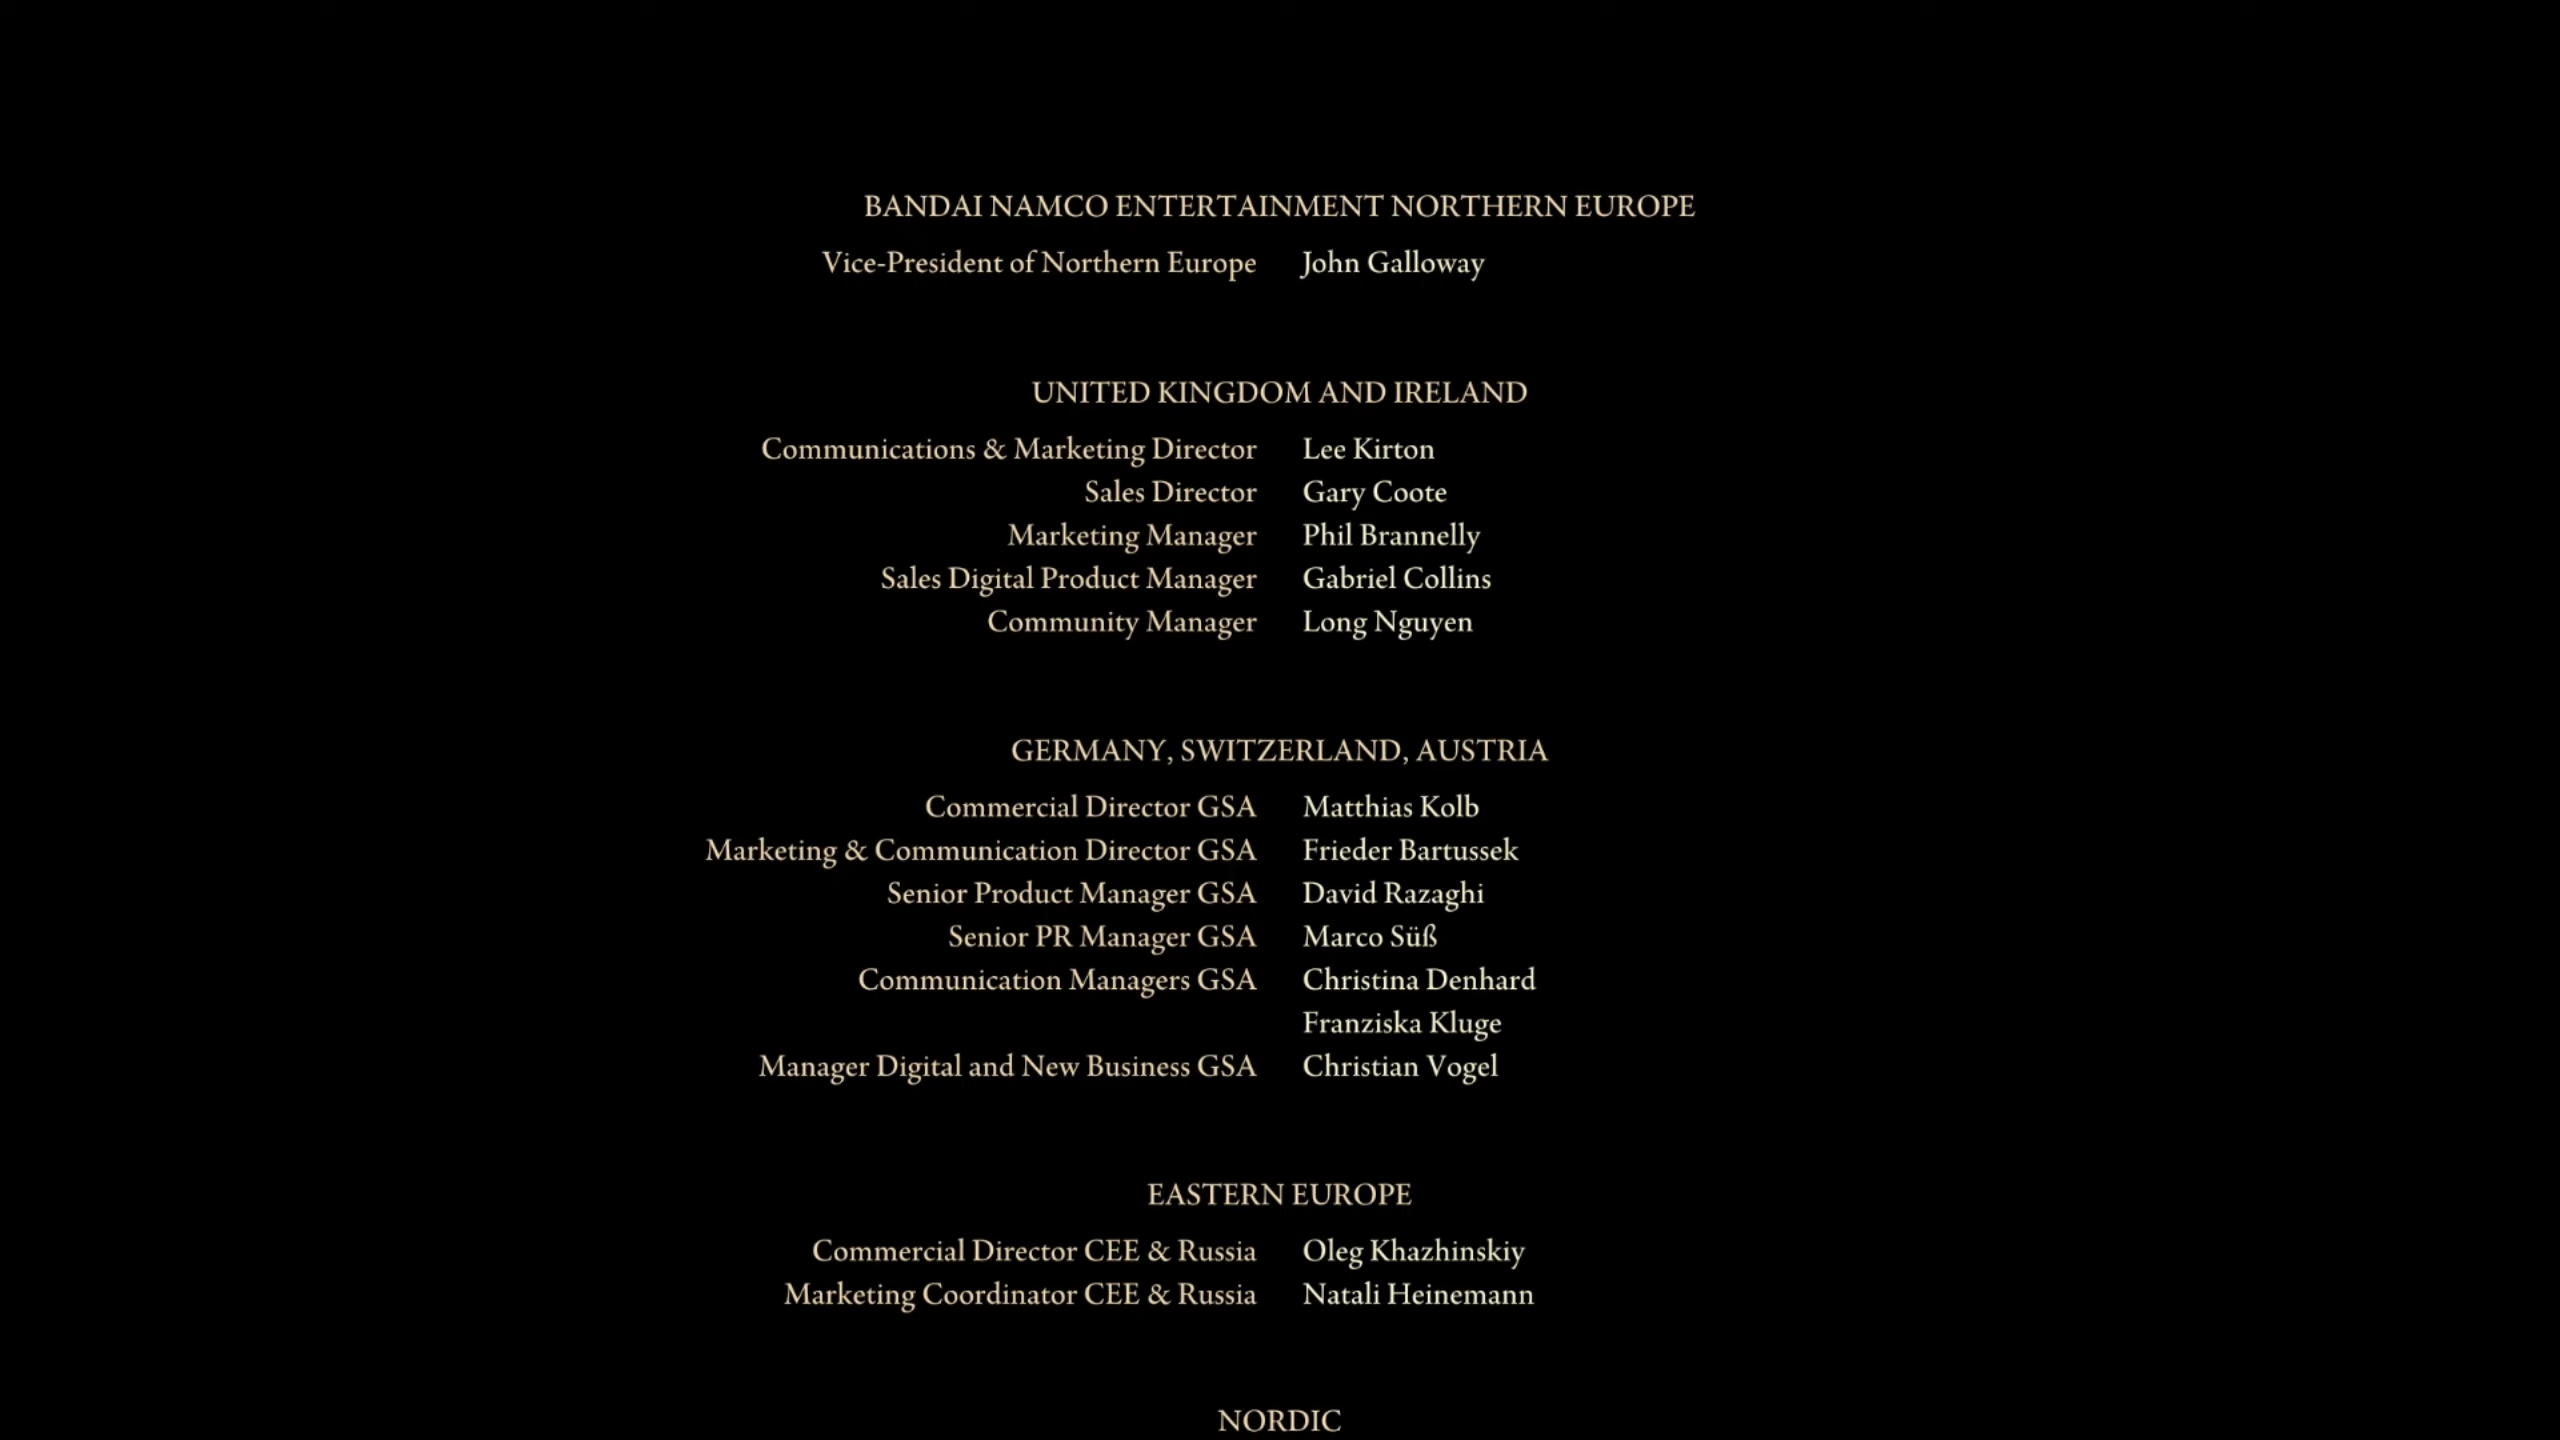 BANDAI NAMCO ENTERTAINMENT NORTHERN EUROPE
Vice-President of Northern Europe John Galloway
UNITED KINGDOM AND IRELAND
Communications & Marketing Director Lee Kirton
Sales Director Gary Coote
Marketing Manager Phil Brannelly
Sales Digital Product Manager Gabriel Collins
Community Manager Long Nguyen
GERMANY, SWITZERLAND, AUSTRIA
Commercial Director GSA Matthias Kolb
Marketing & Communication Director GSA Frieder Bartussek
Senior Product Manager GSA David Razaghi
Senior PR Manager GSA Marco Süß
Communication Managers GSA Christina Denhard
Franziska Kluge
Manager Digital and New Business GSA Christian Vogel
EASTERN EUROPE
Commercial Director CEE & Russia Oleg Khazhinskiy
Marketing Coordinator CEE & Russia Natali Heinemann
NORDIC